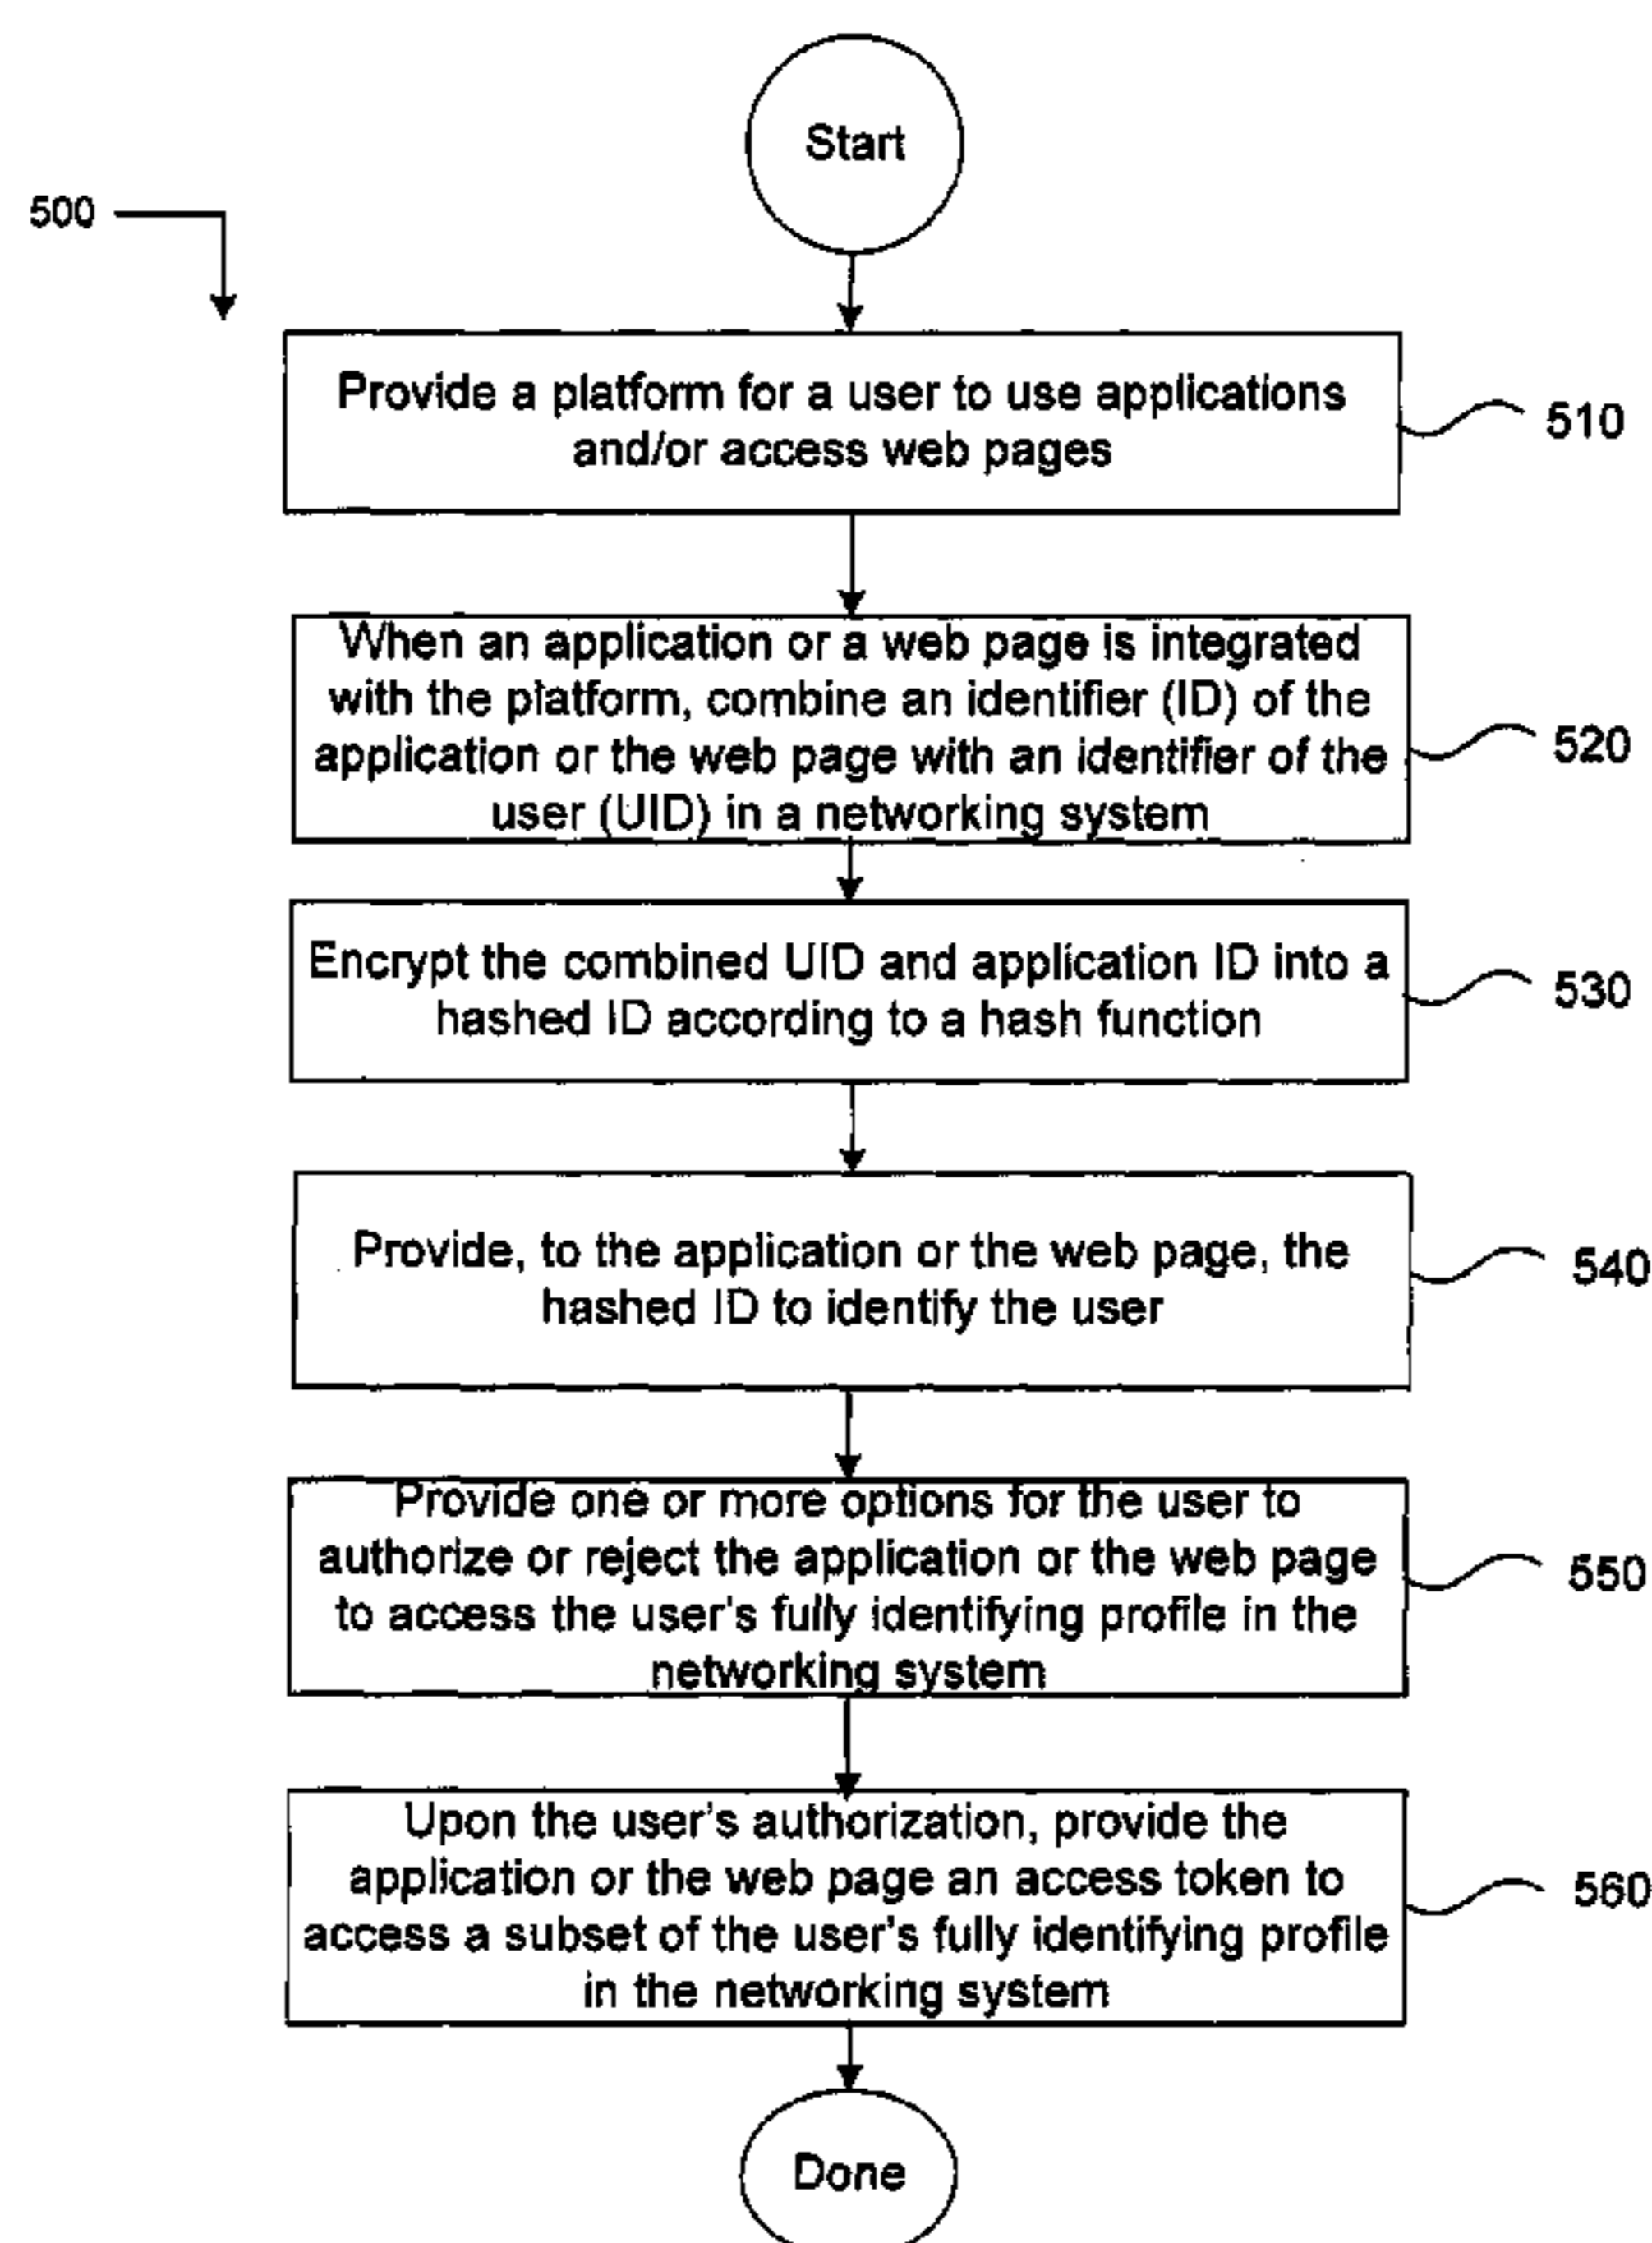 Start
500
Provide a platform for a user to use applications
and/or access web pages
510
When an application or a web page is integrated
with the platform, combine an identifier (ID) of the
application or the web page with an identifier of the
user (UID) in a networking system
520
Encrypt the combined UID and application ID into a
hashed ID according to a hash function
530
Provide, to the application or the web page, the
hashed ID to identify the user
540
Provide one or more options for the user to
authorize or reject the application or the web page
to access the user's fully identifying profile in the
networking system
550
Upon the user's authorization, provide the
application or the web page an access token to
access a subset of the user's fully identifying profile
in the networking system
560
Done